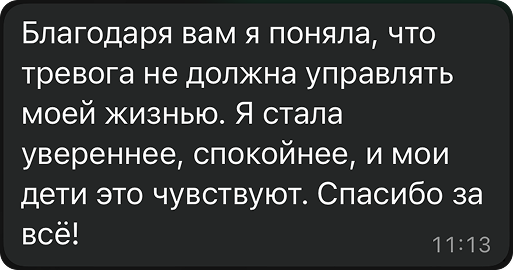 Благодаря вам я поняла, что
тревога не должна управлять
моей жизнью. Я стала
увереннее, спокойнее, и мои
дети это чувствуют. Спасибо за
всё!
11:13